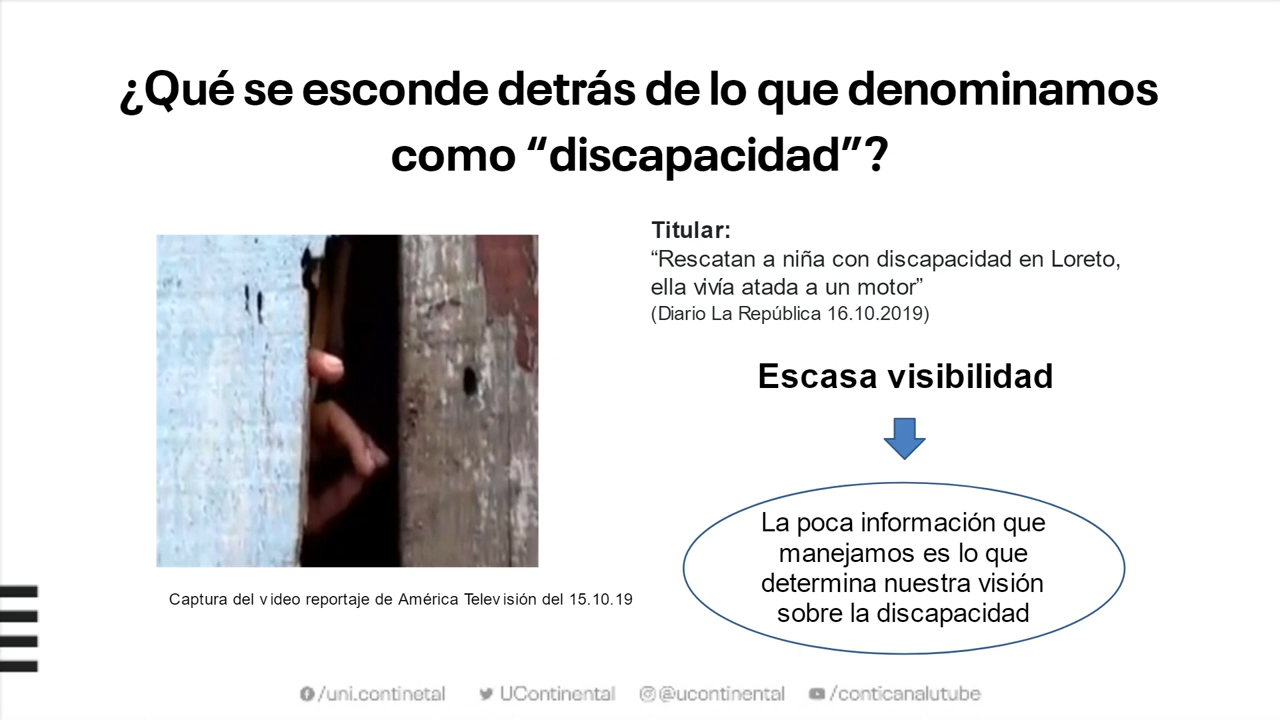 ¿Qué se esconde detrás de lo que denominamos
como “discapacidad”?
Titular:
“Rescatan a niña con discapacidad en Loreto,
ella vivía atada a un motor”
(Diario La República 16.10.2019)
Escasa visibilidad
La poca información que
manejamos es lo que
determina nuestra visión
sobre la discapacidad
Captura del video reportaje de América Televisión del 15.10.19
/uni.continetal UContinental @ucontinental /conticanalutube